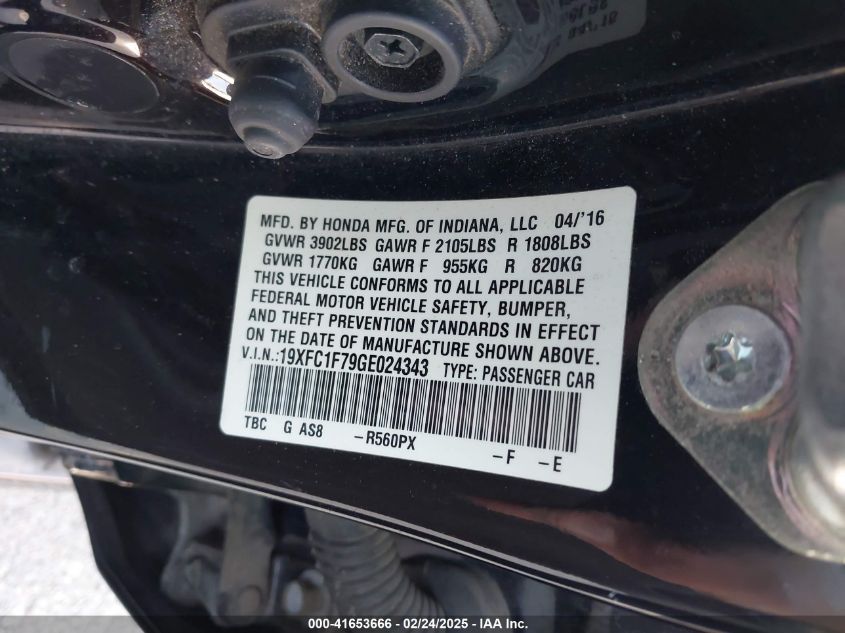 MFD. BY HONDA MFG. OF INDIANA, LLC 04/'16
GVWR 3902LBS GAWR F 2105LBS R 1808LBS
GVWR 1770KG GAWR F 955KG R 820KG
THIS VEHICLE CONFORMS TO ALL APPLICABLE
FEDERAL MOTOR VEHICLE SAFETY, BUMPER,
AND THEFT PREVENTION STANDARDS IN EFFECT
ON THE DATE OF MANUFACTURE SHOWN ABOVE.
V.I.N.:19XFC1F79GE024343 TYPE: PASSENGER CAR
TBC G AS8 -R560PX -F -E
000-41653666 - 02/24/2025 - IAAI Inc.